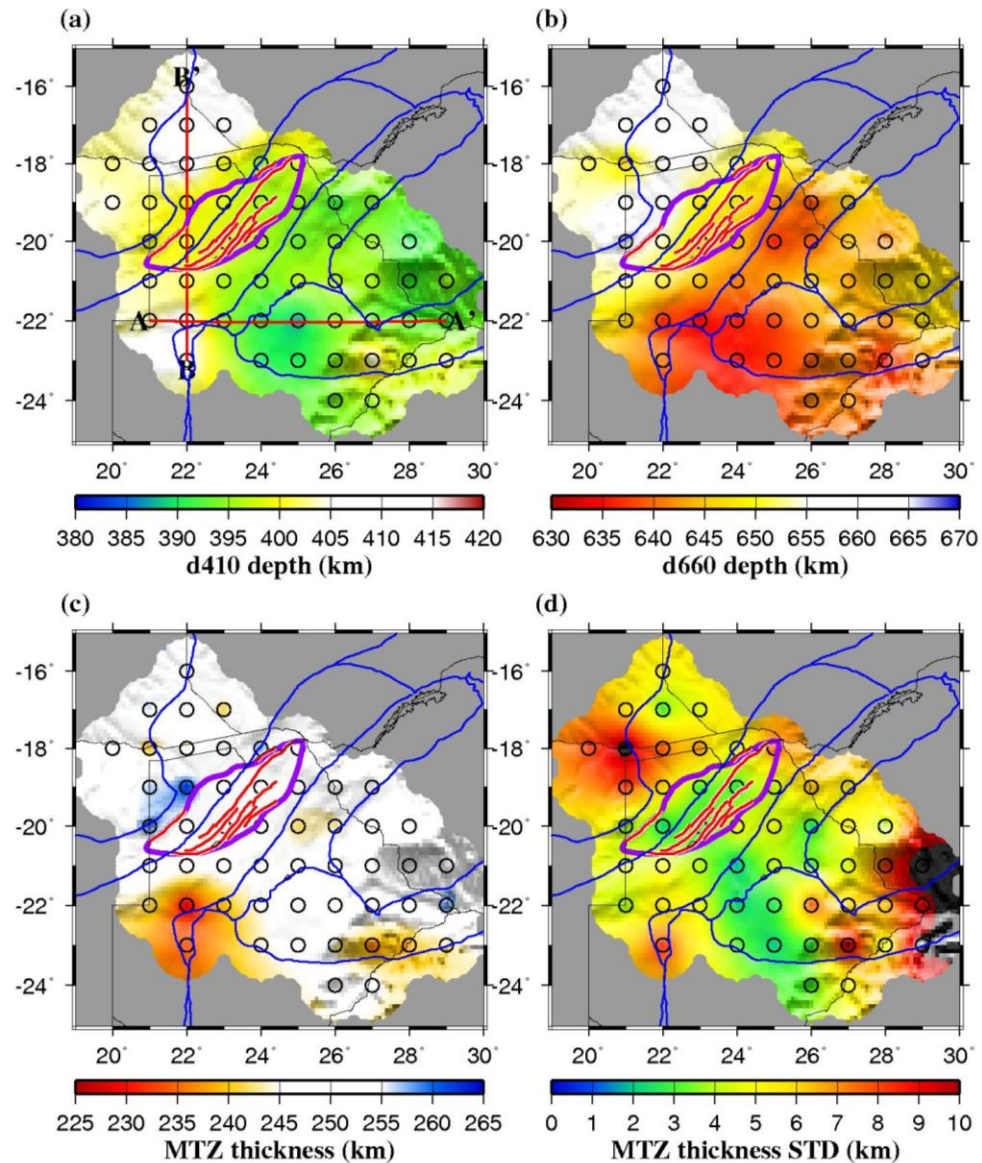 (a)
(b)
B'
A
A'
B
-16˚
-18˚
-20˚
-22˚
-24˚
-16˚
-18˚
-20˚
-22˚
-24˚
20˚ 22˚ 24˚ 26˚ 28˚ 30˚
20˚ 22˚ 24˚ 26˚ 28˚ 30˚
380 385 390 395 400 405 410 415 420
630 635 640 645 650 655 660 665 670
d410 depth (km)
d660 depth (km)
(c)
(d)
-16˚
-18˚
-20˚
-22˚
-24˚
-16˚
-18˚
-20˚
-22˚
-24˚
20˚ 22˚ 24˚ 26˚ 28˚ 30˚
20˚ 22˚ 24˚ 26˚ 28˚ 30˚
225 230 235 240 245 250 255 260 265
0 1 2 3 4 5 6 7 8 9 10
MTZ thickness (km)
MTZ thickness STD (km)